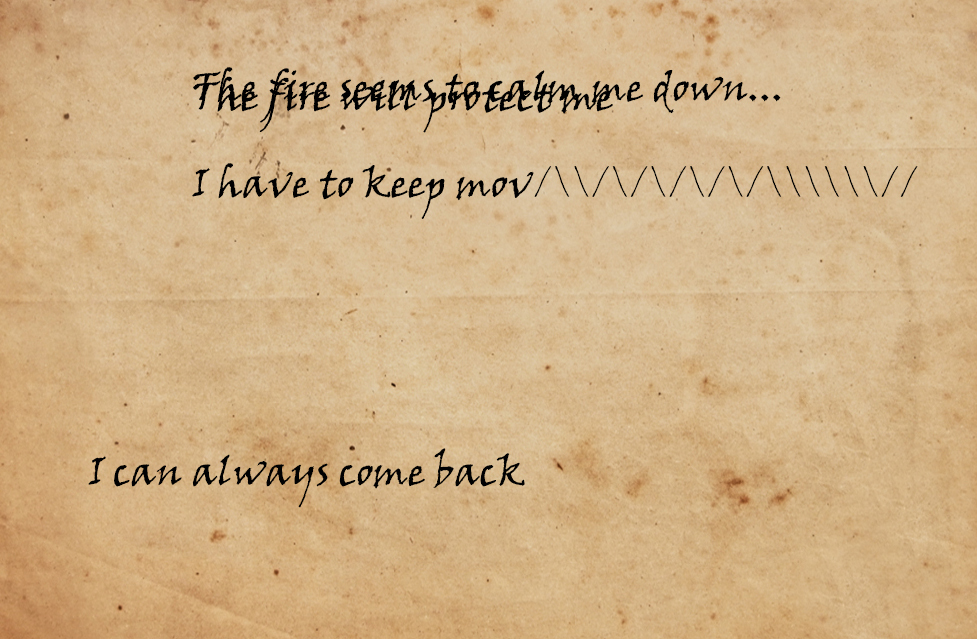 The fire seems to calm me down...
The fire will protect me
I have to keep mov/\\/\/\/\/\/\\\\\//
I can always come back